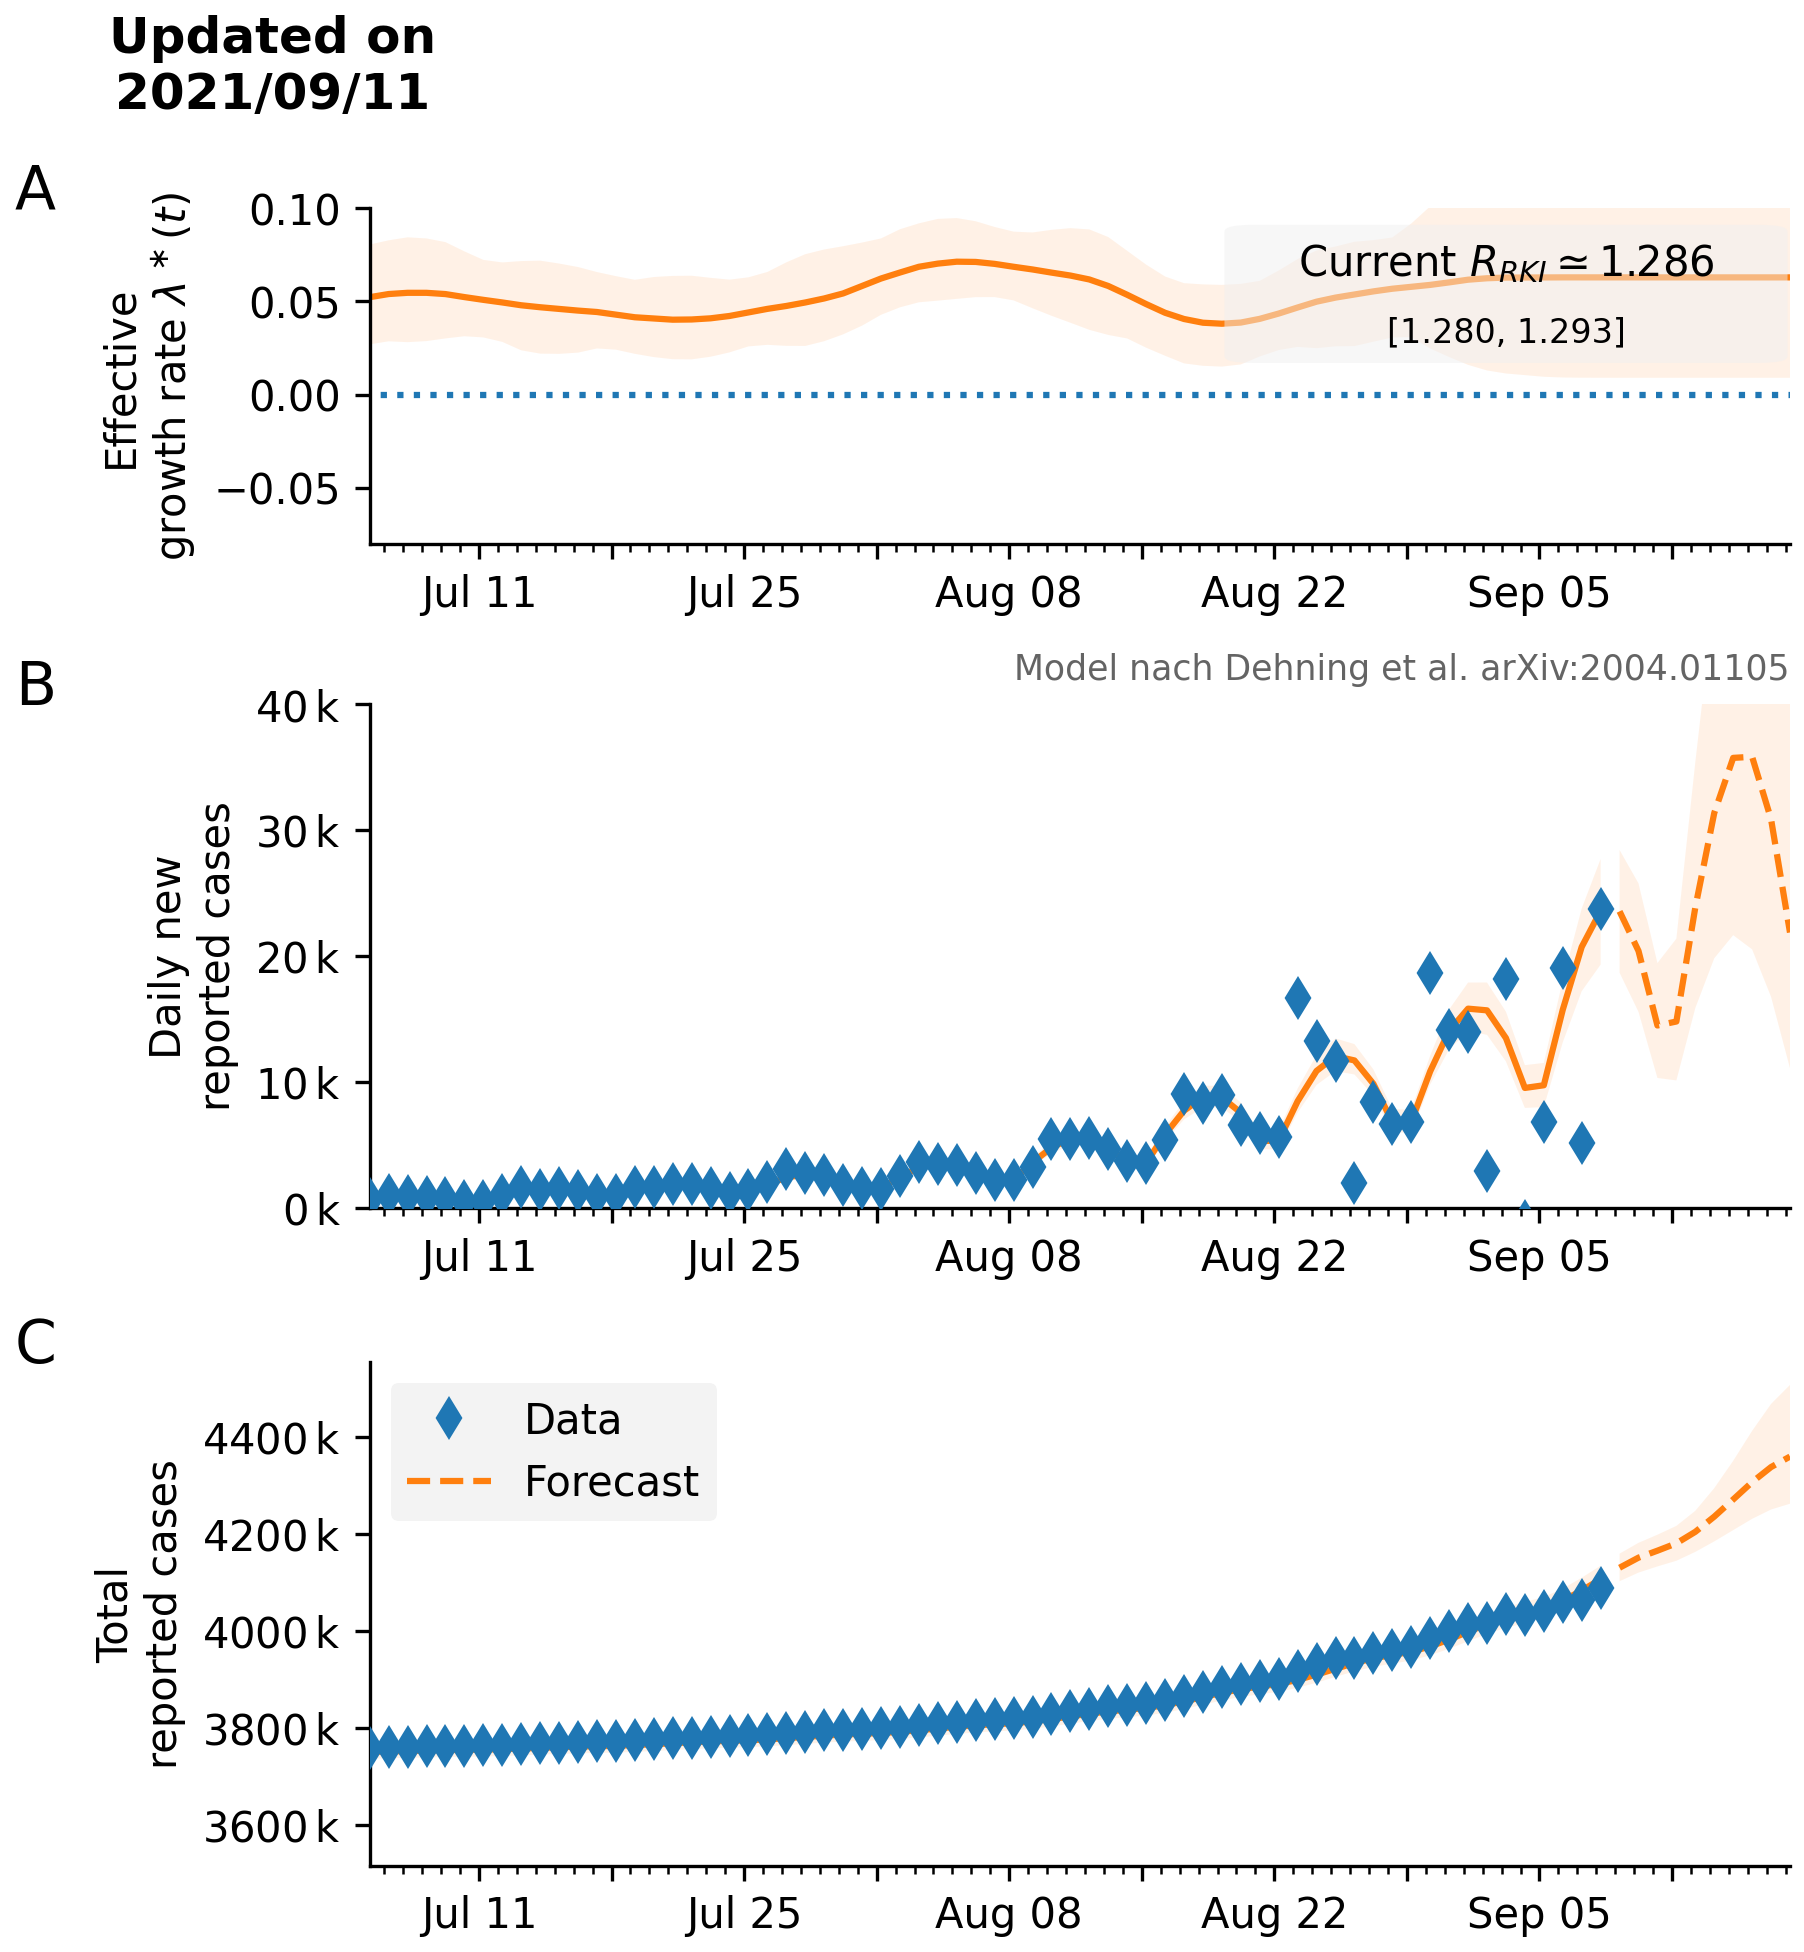 Updated on
2021/09/11
A
Effective
growth rate λ * (t)
0.10
0.05
0.00
−0.05
Current R_RKI ≃ 1.286
[1.280, 1.293]
Jul 11
Jul 25
Aug 08
Aug 22
Sep 05
B
Model nach Dehning et al. arXiv:2004.01105
Daily new
reported cases
40 k
30 k
20 k
10 k
0 k
Jul 11
Jul 25
Aug 08
Aug 22
Sep 05
C
Total
reported cases
4400 k
4200 k
4000 k
3800 k
3600 k
Data
Forecast
Jul 11
Jul 25
Aug 08
Aug 22
Sep 05